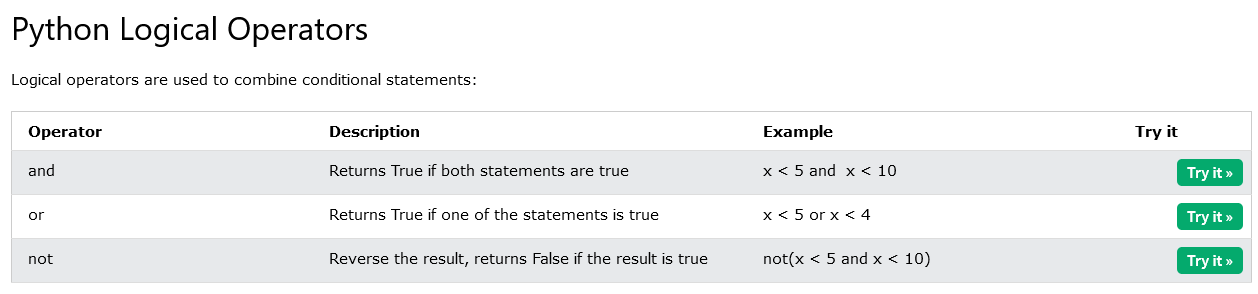 Python Logical Operators
Logical operators are used to combine conditional statements:
Operator Description Example Try it
and Returns True if both statements are true x < 5 and  x < 10 Try it »
or Returns True if one of the statements is true x < 5 or x < 4 Try it »
not Reverse the result, returns False if the result is true not(x < 5 and x < 10) Try it »